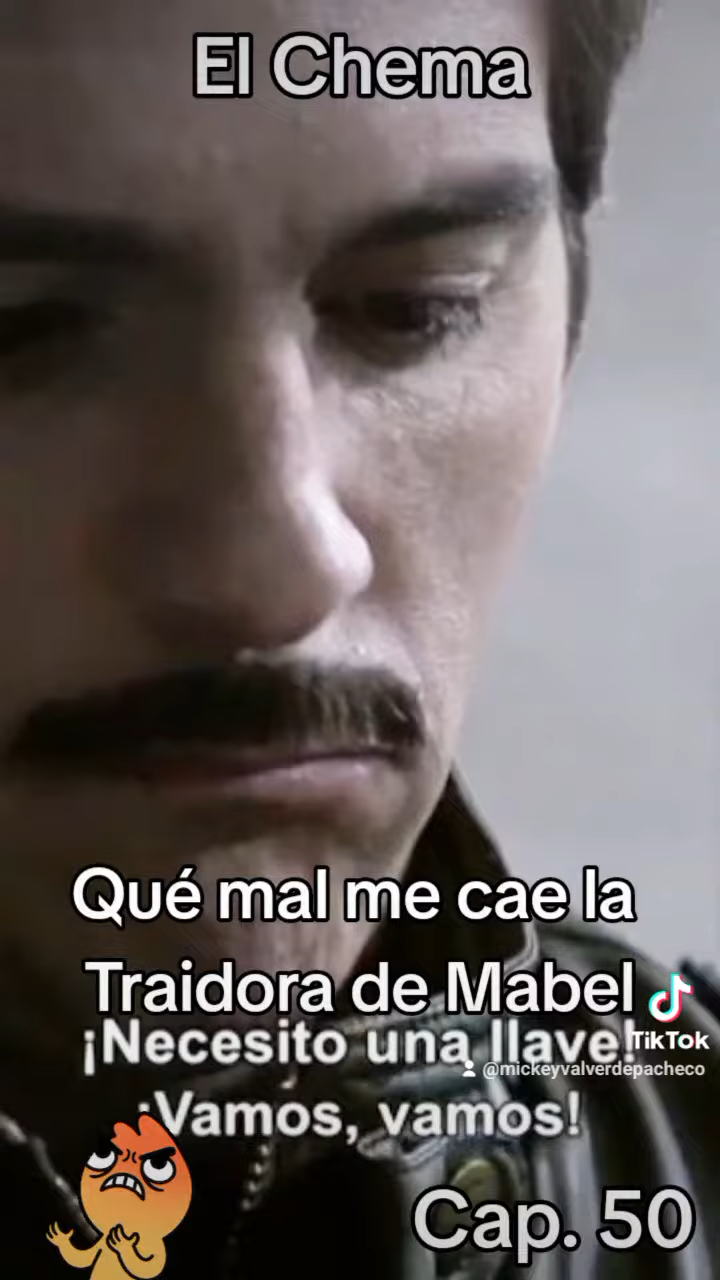 El Chema
Qué mal me cae la
Traidora de Mabel
¡Necesito una llave!
TikTok
@mickeyvalverdepacheco
¡Vamos, vamos!
Cap. 50